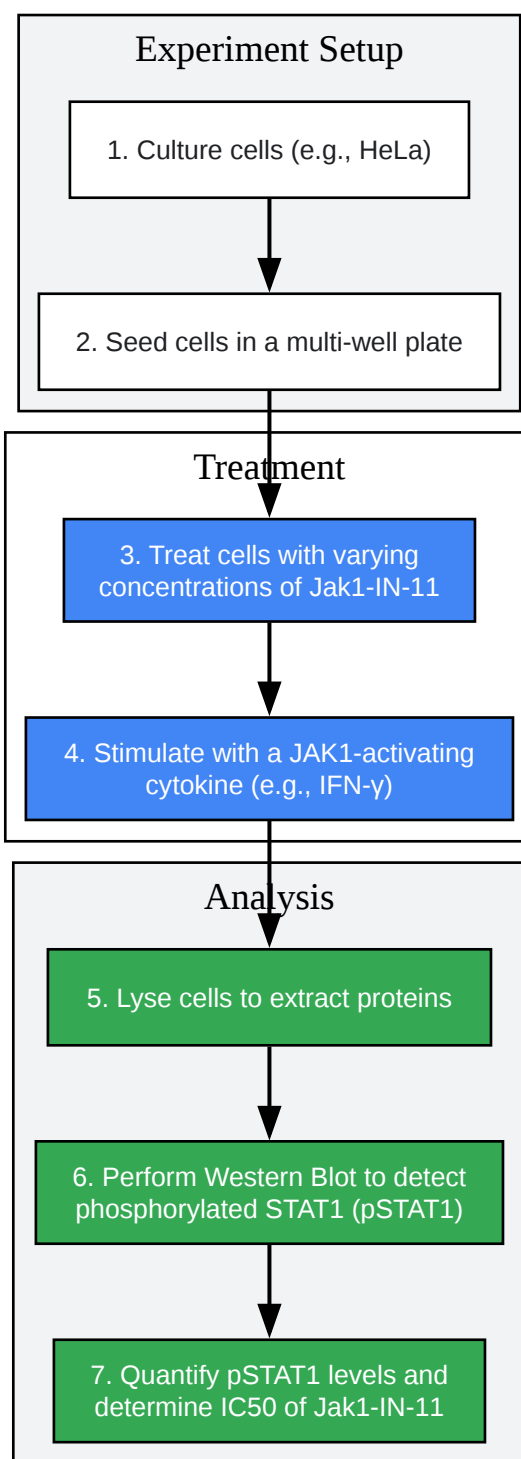 Experiment Setup
1. Culture cells (e.g., HeLa)
2. Seed cells in a multi-well plate
Treatment
3. Treat cells with varying
concentrations of Jak1-IN-11
4. Stimulate with a JAK1-activating
cytokine (e.g., IFN-γ)
Analysis
5. Lyse cells to extract proteins
6. Perform Western Blot to detect
phosphorylated STAT1 (pSTAT1)
7. Quantify pSTAT1 levels and
determine IC50 of Jak1-IN-11